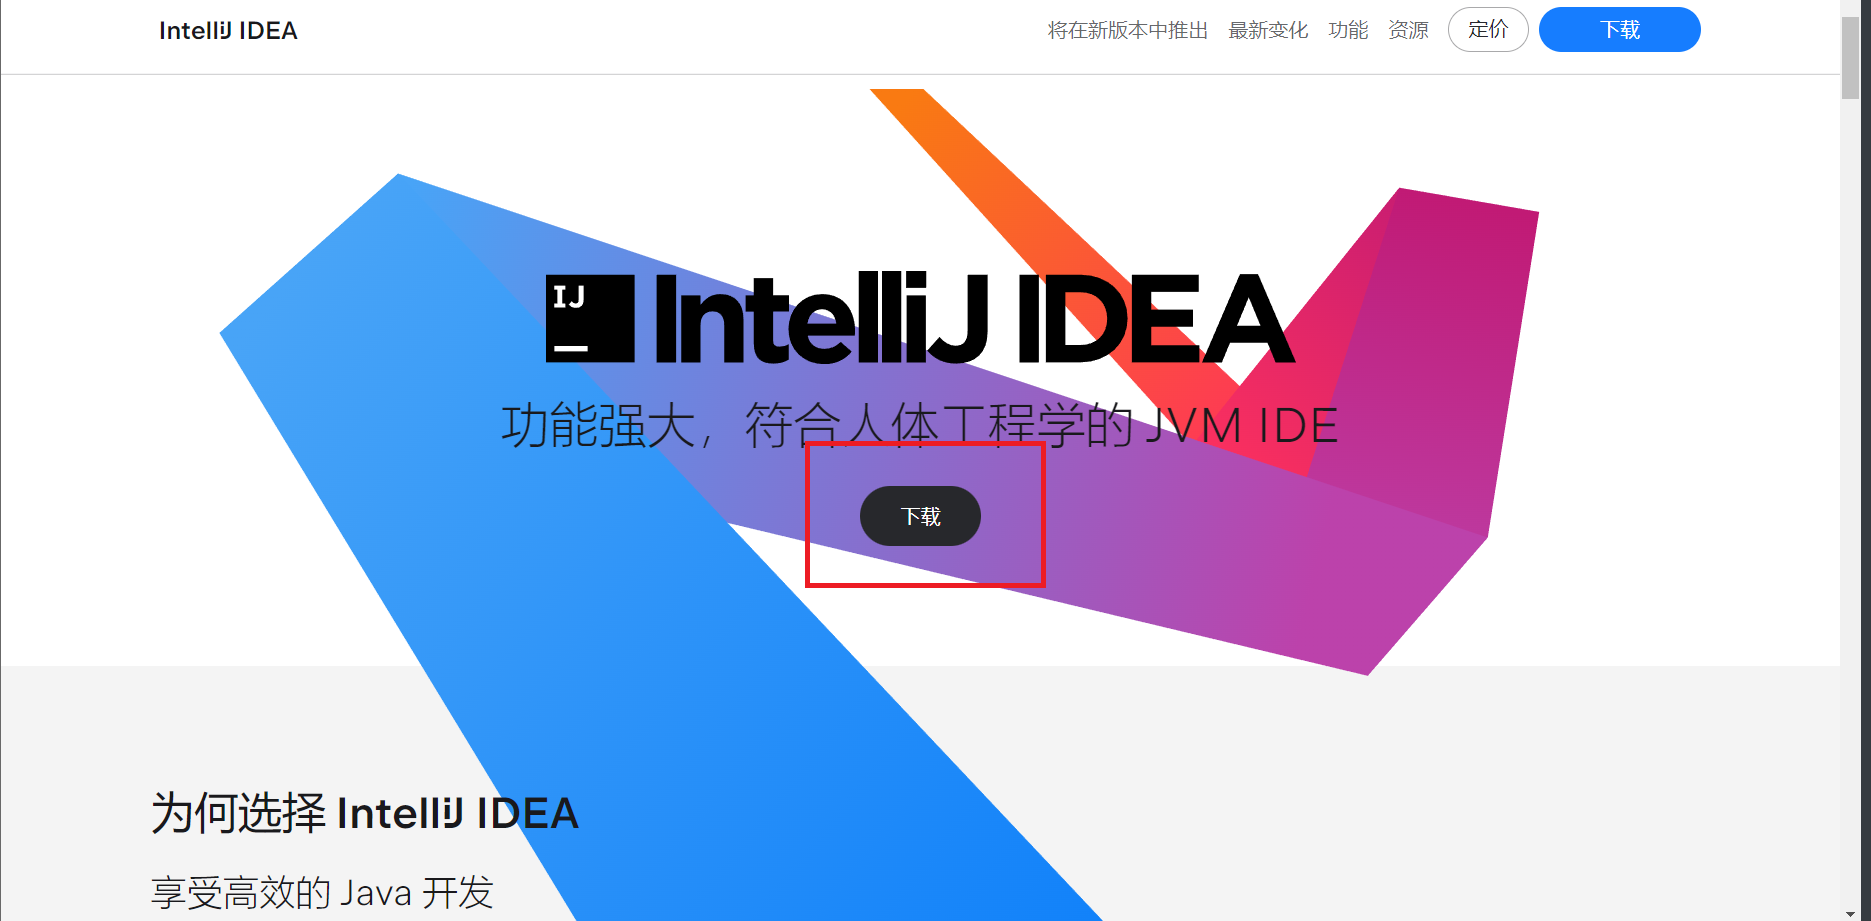 IntelliJ IDEA
将在新版本中推出 最新变化 功能 资源 定价 下载
IJ
IntelliJ IDEA
功能强大，符合人体工程学的 JVM IDE
下载
为何选择 IntelliJ IDEA
享受高效的 Java 开发